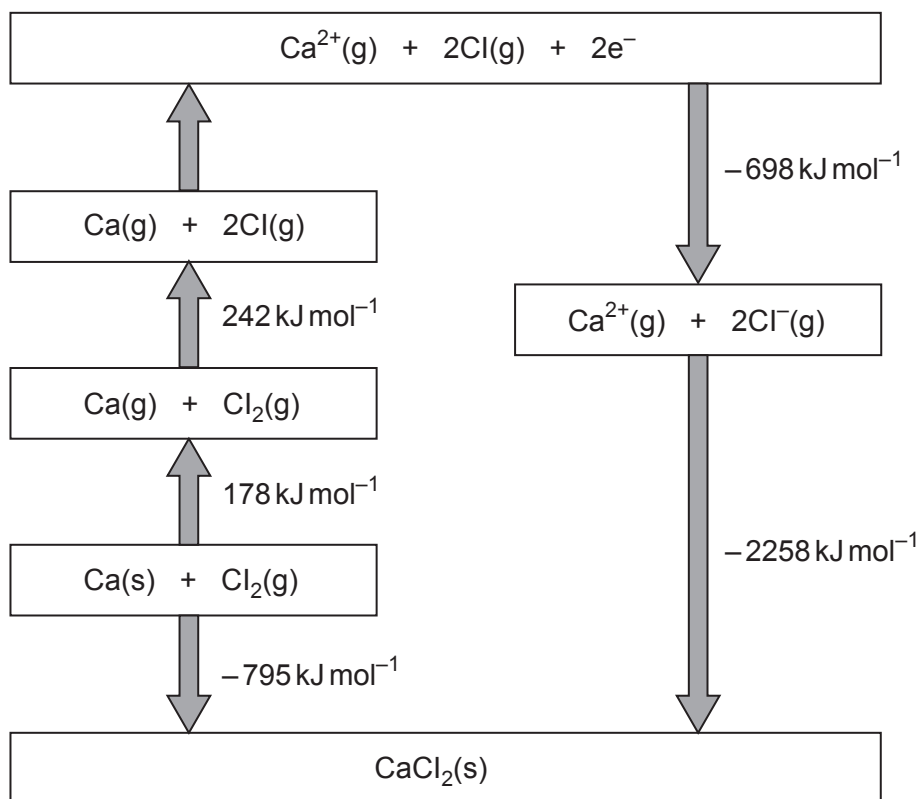 Ca²⁺(g) + 2Cl(g) + 2e⁻
–698 kJ mol⁻¹
Ca(g) + 2Cl(g)
242 kJ mol⁻¹
Ca²⁺(g) + 2Cl⁻(g)
Ca(g) + Cl₂(g)
178 kJ mol⁻¹
Ca(s) + Cl₂(g)
–2258 kJ mol⁻¹
–795 kJ mol⁻¹
CaCl₂(s)